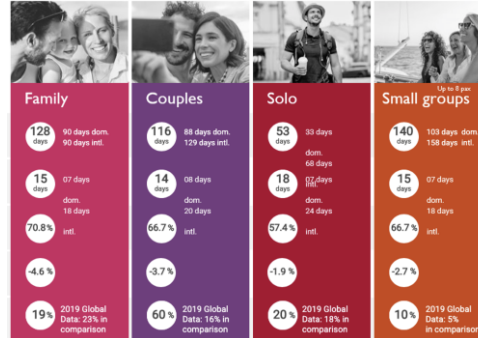 Family
128
days
90 days dom.
90 days intl.
15
days
07 days
dom.
18 days
70.8%
intl.
-4.6 %
19%
2019 Global
Data: 23% in
comparison
Couples
116
days
88 days dom.
129 days intl.
14
days
08 days
dom.
20 days
66.7%
intl.
-3.7 %
60%
2019 Global
Data: 16% in
comparison
Solo
53
days
33 days
dom.
68 days
intl.
18
days
07 days
dom.
24 days
57.4%
intl.
-1.9 %
20%
2019 Global
Data: 18% in
comparison
Up to 8 pax
Small groups
140
days
103 days dom.
158 days intl.
15
days
07 days
dom.
18 days
66.7%
intl.
-2.7 %
10%
2019 Global
Data: 5%
in comparison